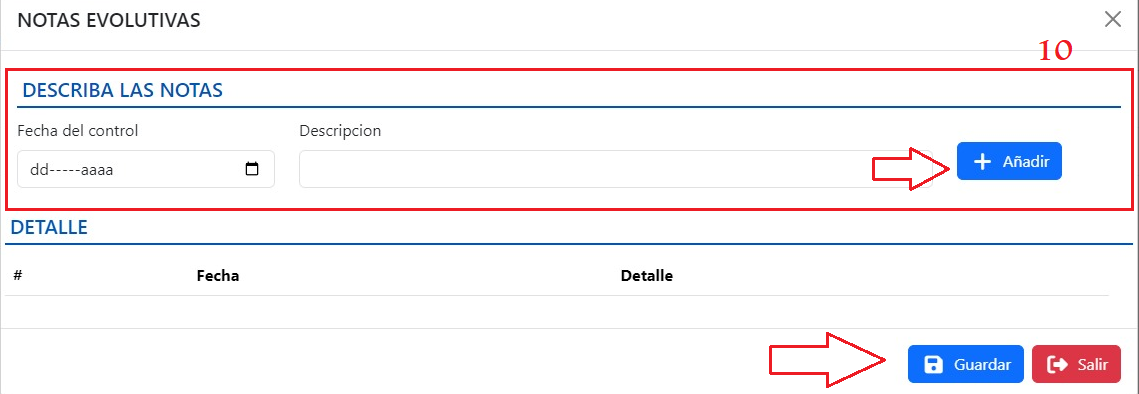 NOTAS EVOLUTIVAS
10
DESCRIBA LAS NOTAS
Fecha del control Descripcion
dd-----aaaa
Añadir
DETALLE
# Fecha Detalle
Guardar Salir